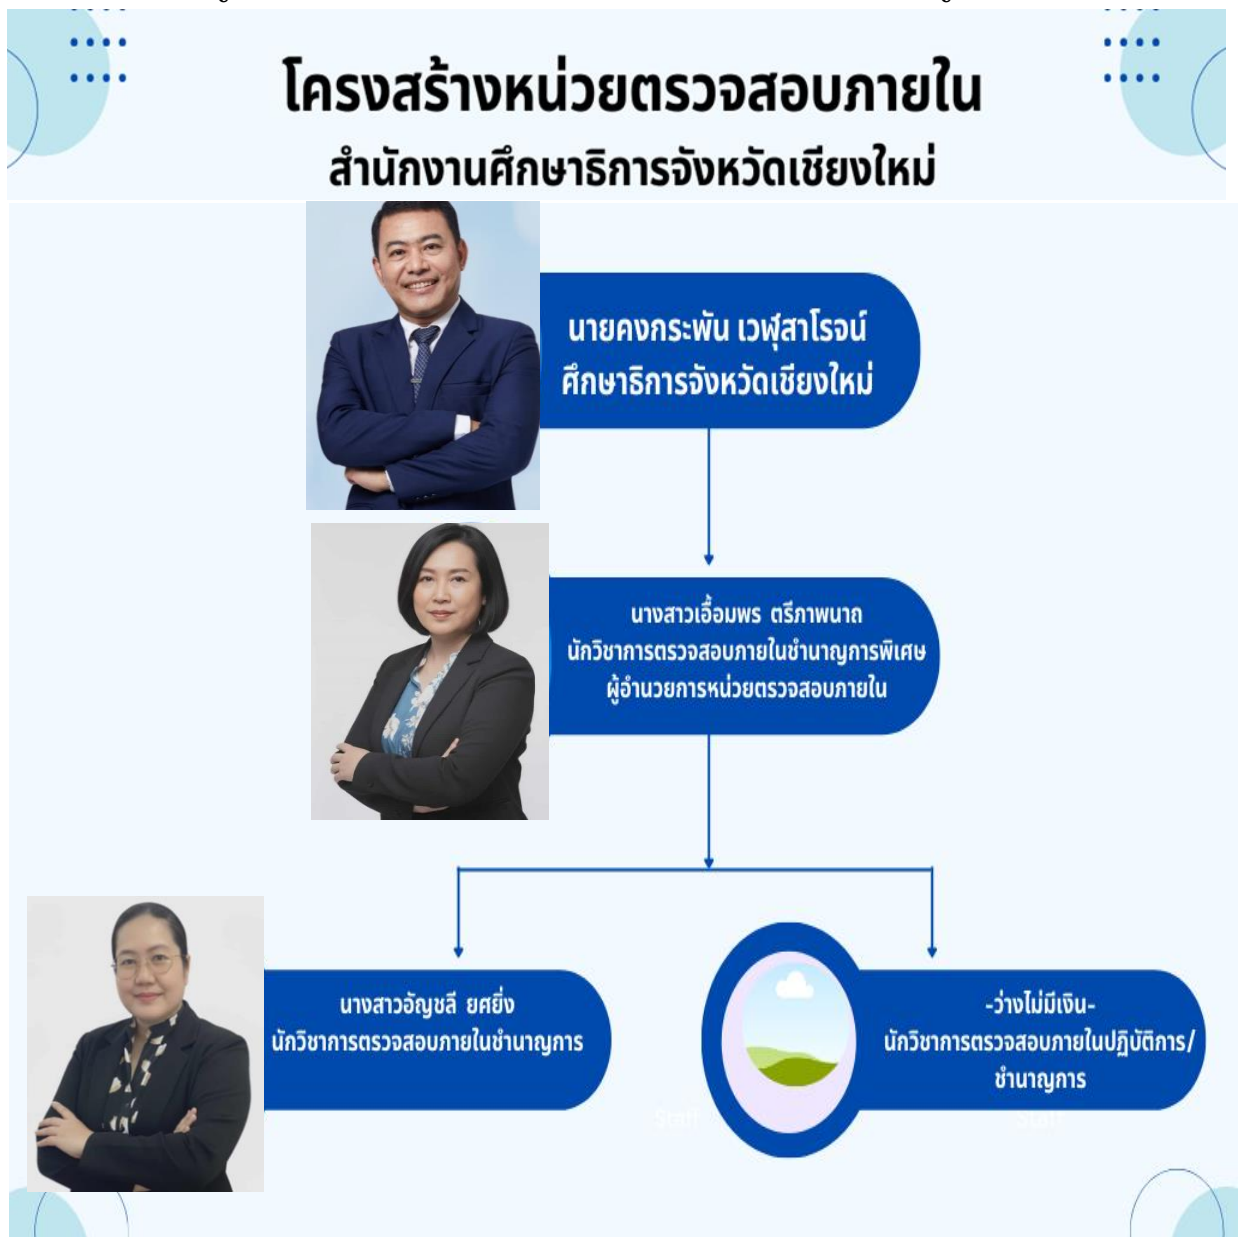 โครงสร้างหน่วยตรวจสอบภายใน
สำนักงานศึกษาธิการจังหวัดเชียงใหม่
นายคงกระพัน เวฬุสาโรจน์
ศึกษาธิการจังหวัดเชียงใหม่
นางสาวเอื้อมพร ตรีภาพนาถ
นักวิชาการตรวจสอบภายในชำนาญการพิเศษ
ผู้อำนวยการหน่วยตรวจสอบภายใน
นางสาวอัญชลี ยศยิ่ง
นักวิชาการตรวจสอบภายในชำนาญการ
-ว่างไม่มีเงิน-
นักวิชาการตรวจสอบภายในปฏิบัติการ/
ชำนาญการ
Staff
Staff